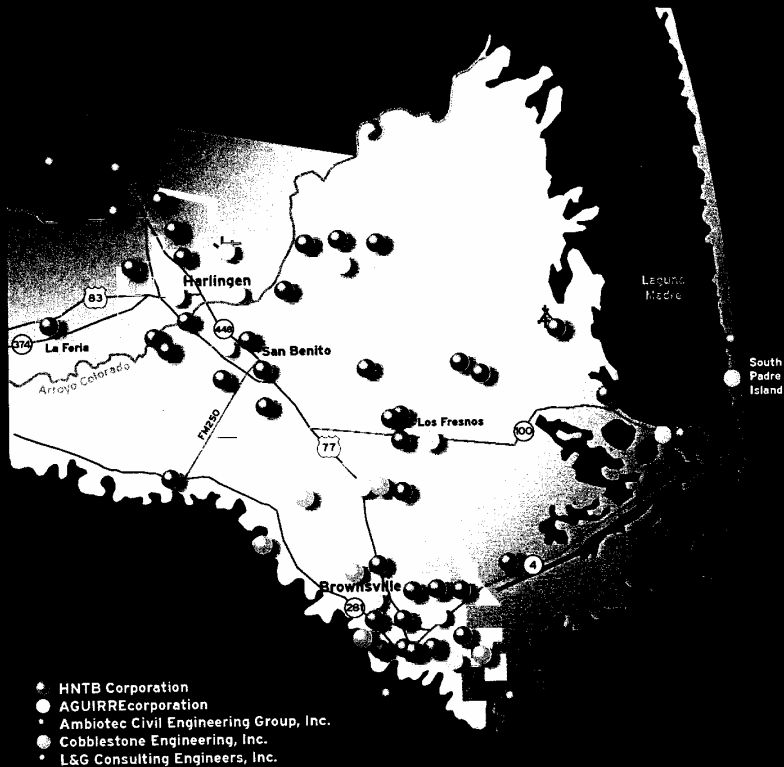 Harlingen
Laguna
Madre
83
448
374
La Feria
San Benito
South
Padre
Island
Arroyo Colorado
Los Fresnos
FM250
100
77
4
Brownsville
281
HNTB Corporation
AGUIRREcorporation
Ambiotec Civil Engineering Group, Inc.
Cobblestone Engineering, Inc.
L&G Consulting Engineers, Inc.